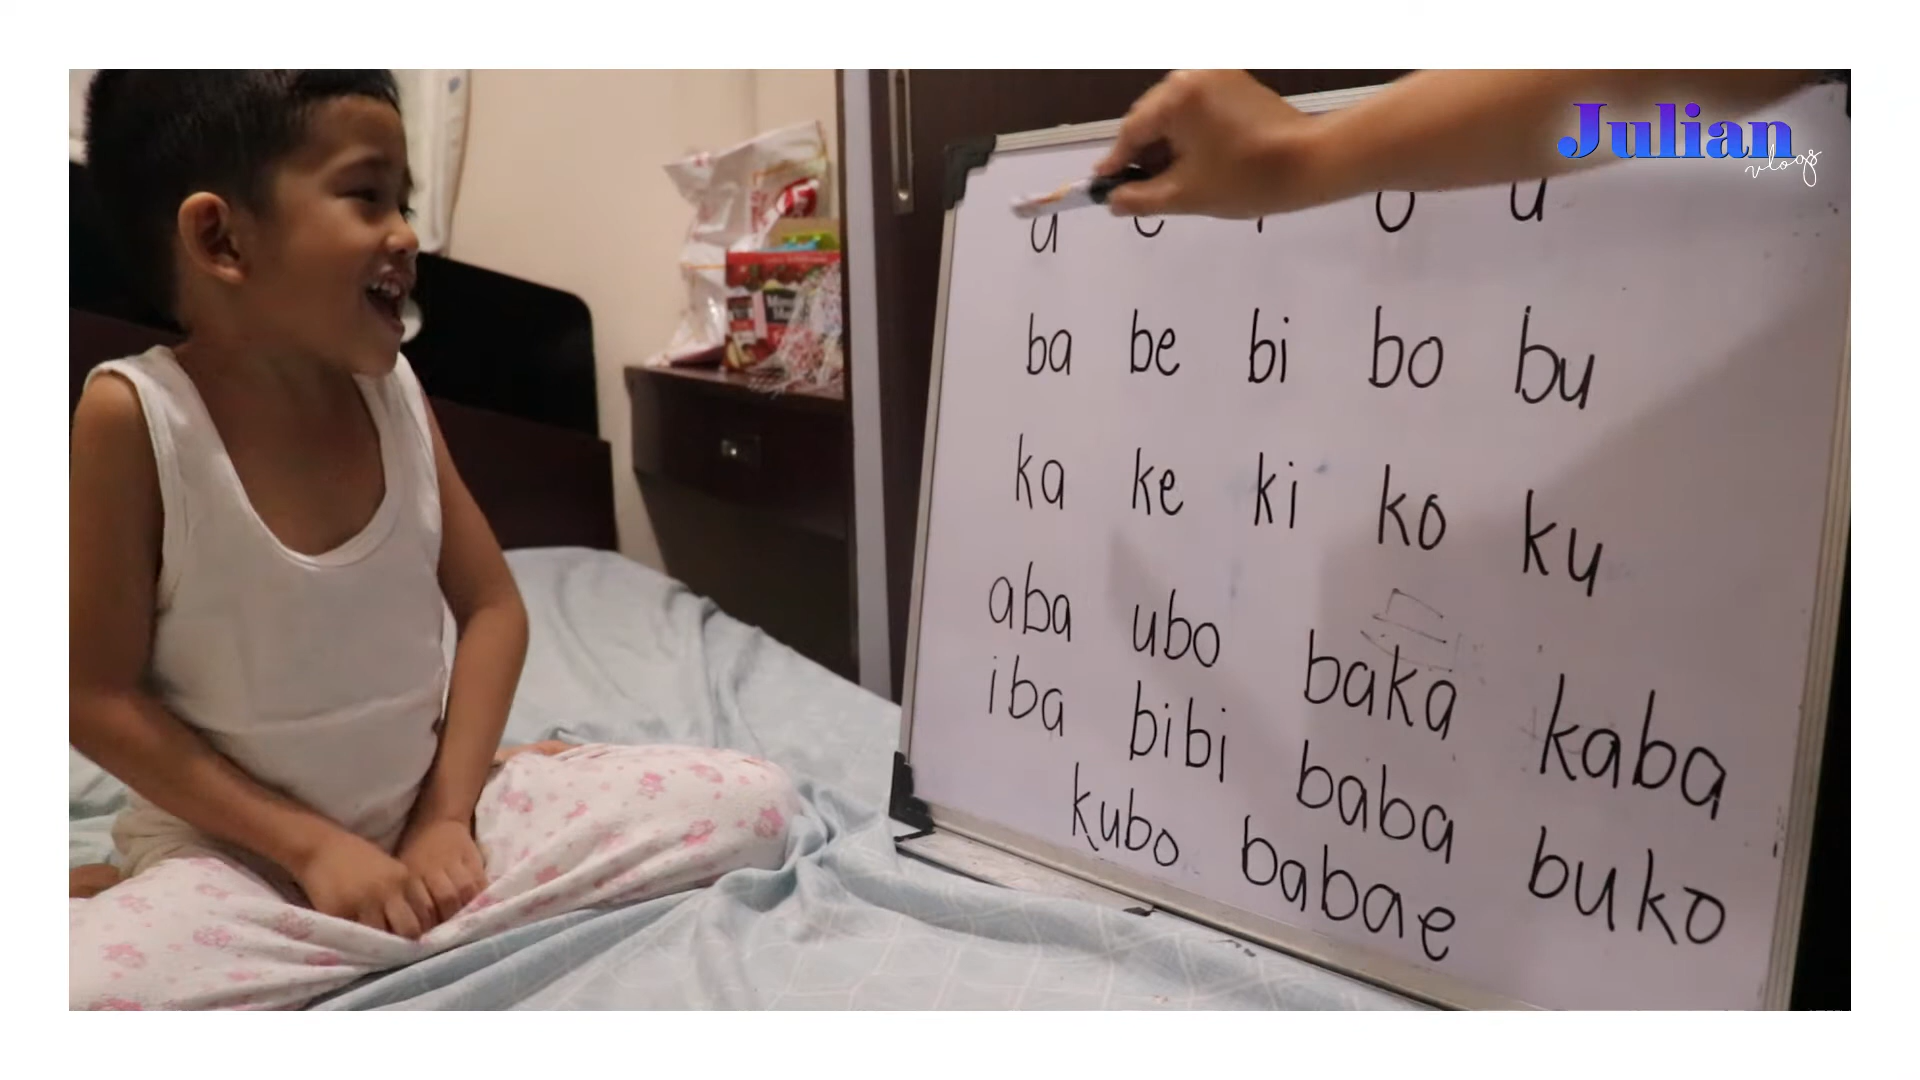 Julian
vlogs
a e i o u
ba be bi bo bu
ka ke ki ko ku
aba ubo baka kaba
iba bibi baba buko
kubo babae